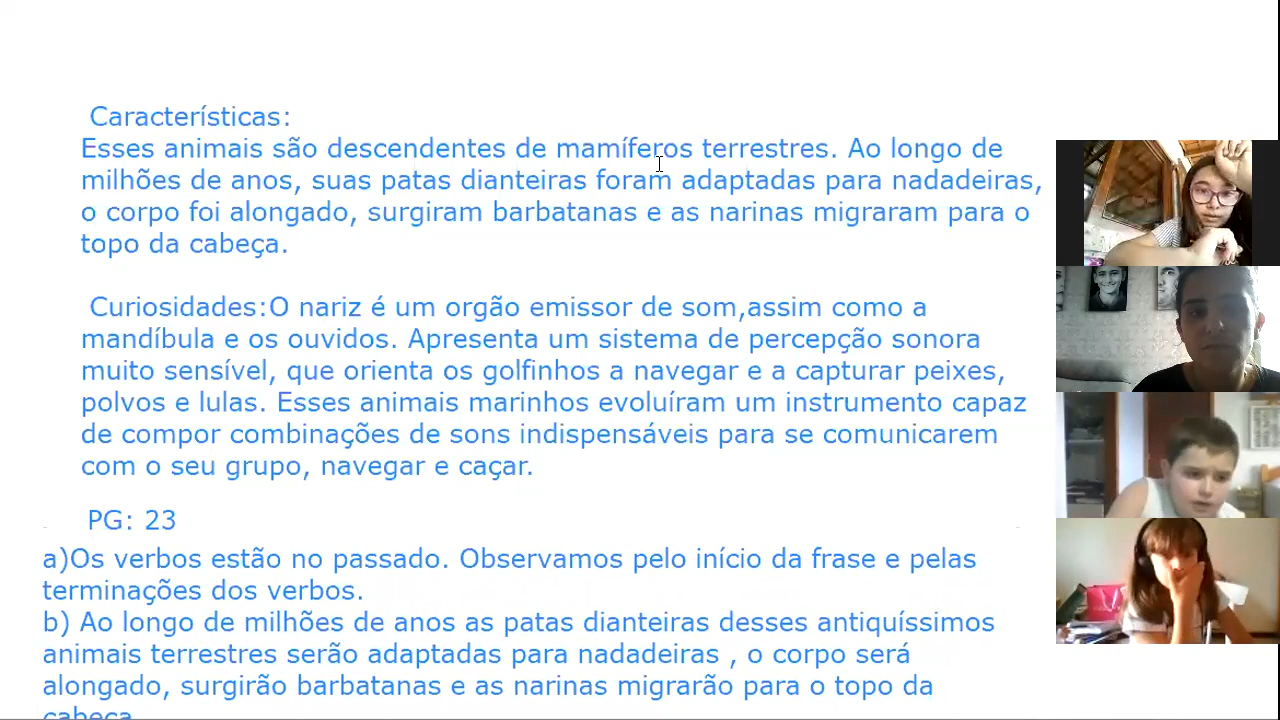 Características:
Esses animais são descendentes de mamíferos terrestres. Ao longo de
milhões de anos, suas patas dianteiras foram adaptadas para nadadeiras,
o corpo foi alongado, surgiram barbatanas e as narinas migraram para o
topo da cabeça.
Curiosidades:O nariz é um orgão emissor de som,assim como a
mandíbula e os ouvidos. Apresenta um sistema de percepção sonora
muito sensível, que orienta os golfinhos a navegar e a capturar peixes,
polvos e lulas. Esses animais marinhos evoluíram um instrumento capaz
de compor combinações de sons indispensáveis para se comunicarem
com o seu grupo, navegar e caçar.
PG: 23
a)Os verbos estão no passado. Observamos pelo início da frase e pelas
terminações dos verbos.
b) Ao longo de milhões de anos as patas dianteiras desses antiquíssimos
animais terrestres serão adaptadas para nadadeiras , o corpo será
alongado, surgirão barbatanas e as narinas migrarão para o topo da
cabeça